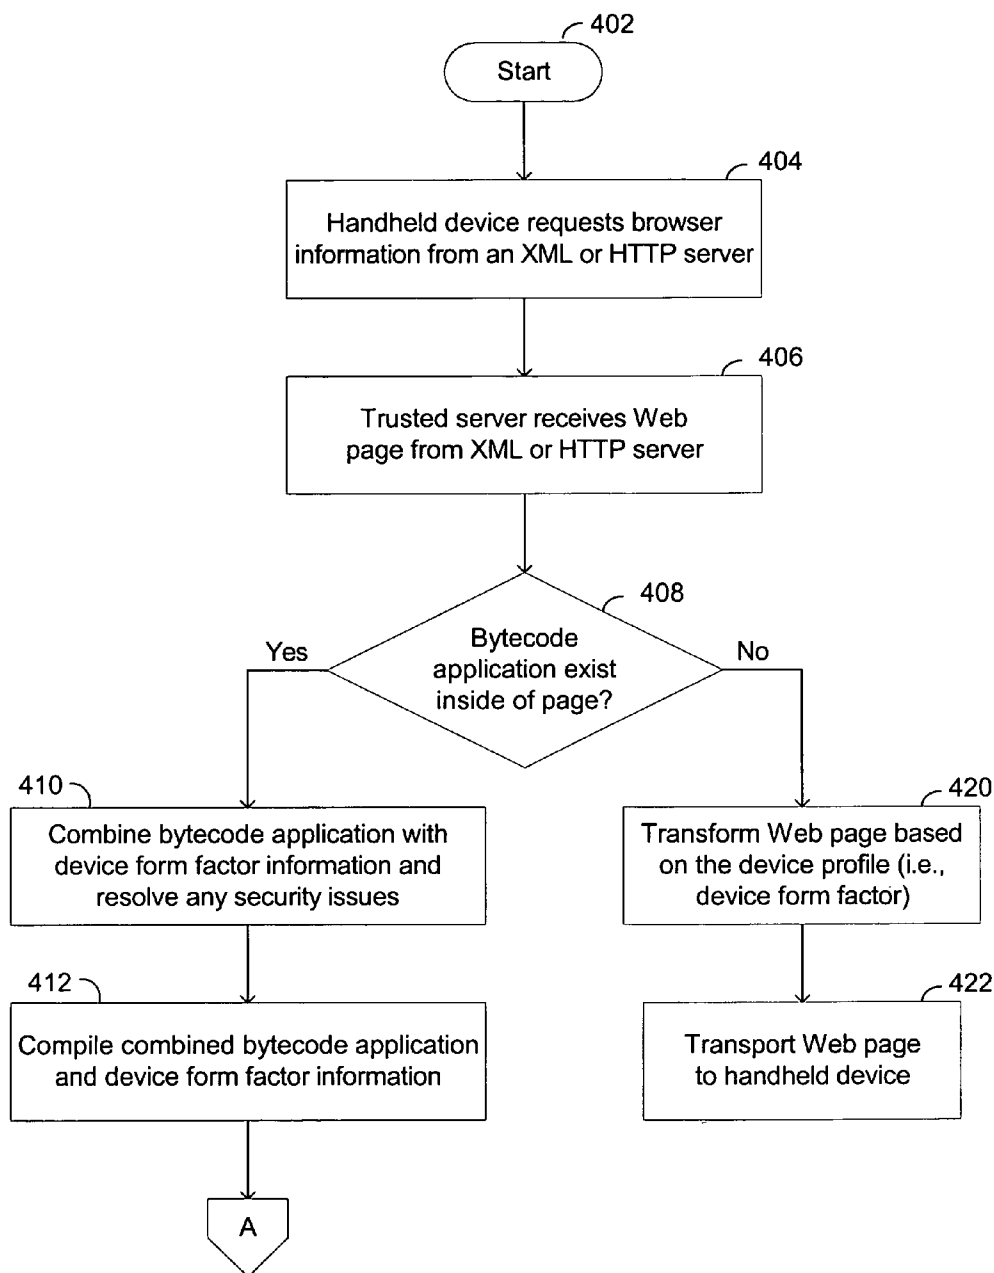 402
Start
404
Handheld device requests browser
information from an XML or HTTP server
406
Trusted server receives Web
page from XML or HTTP server
408
Bytecode
application exist
inside of page?
Yes
No
410
Combine bytecode application with
device form factor information and
resolve any security issues
420
Transform Web page based
on the device profile (i.e.,
device form factor)
412
Compile combined bytecode application
and device form factor information
422
Transport Web page
to handheld device
A